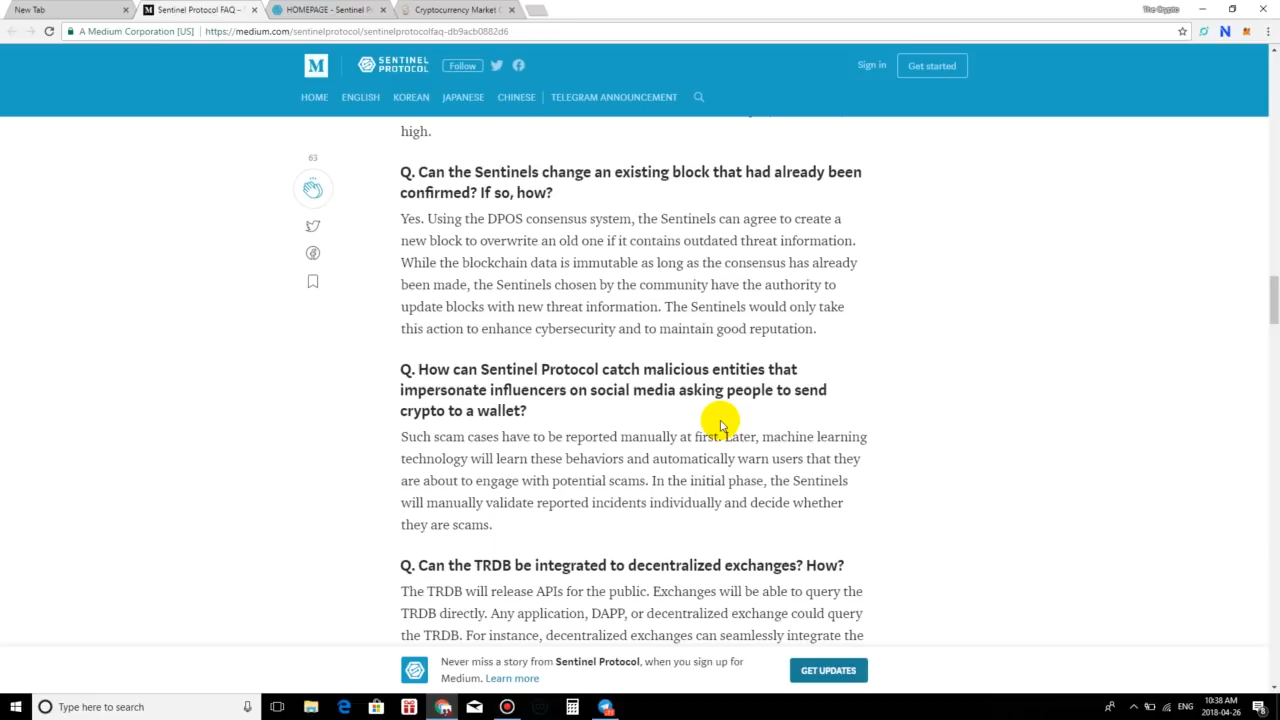 New Tab
Sentinel Protocol FAQ –
HOMEPAGE - Sentinel P
Cryptocurrency Market C
The Crypto
A Medium Corporation [US]
https://medium.com/sentinelprotocol/sentinelprotocolfaq-db9acb0882d6
M
SENTINEL
PROTOCOL
Follow
Sign in
Get started
HOME
ENGLISH
KOREAN
JAPANESE
CHINESE
TELEGRAM ANNOUNCEMENT
high.
63
Q. Can the Sentinels change an existing block that had already been
confirmed? If so, how?
Yes. Using the DPOS consensus system, the Sentinels can agree to create a
new block to overwrite an old one if it contains outdated threat information.
While the blockchain data is immutable as long as the consensus has already
been made, the Sentinels chosen by the community have the authority to
update blocks with new threat information. The Sentinels would only take
this action to enhance cybersecurity and to maintain good reputation.
Q. How can Sentinel Protocol catch malicious entities that
impersonate influencers on social media asking people to send
crypto to a wallet?
Such scam cases have to be reported manually at first. Later, machine learning
technology will learn these behaviors and automatically warn users that they
are about to engage with potential scams. In the initial phase, the Sentinels
will manually validate reported incidents individually and decide whether
they are scams.
Q. Can the TRDB be integrated to decentralized exchanges? How?
The TRDB will release APIs for the public. Exchanges will be able to query the
TRDB directly. Any application, DAPP, or decentralized exchange could query
the TRDB. For instance, decentralized exchanges can seamlessly integrate the
Never miss a story from Sentinel Protocol, when you sign up for
Medium. Learn more
GET UPDATES
Type here to search
ENG
10:38 AM
2018-04-26